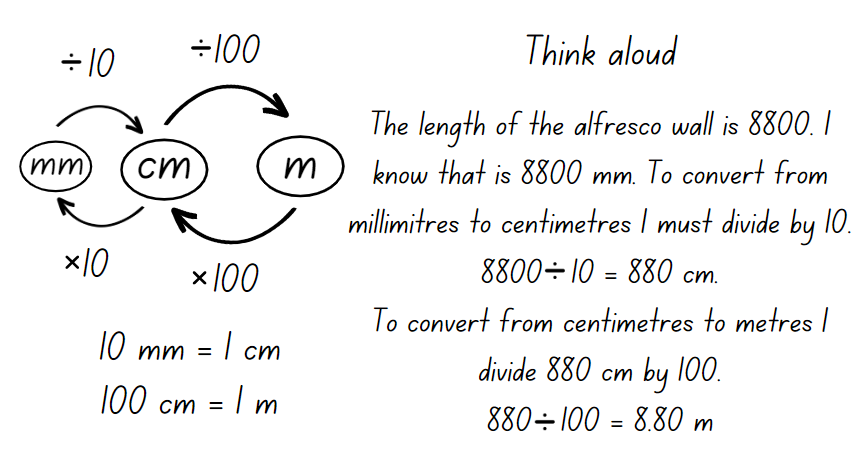 ÷10
÷100
mm
cm
m
×10
×100
10 mm = 1 cm
100 cm = 1 m
Think aloud
The length of the alfresco wall is 8800. I
know that is 8800 mm. To convert from
millimitres to centimetres I must divide by 10.
8800÷10 = 880 cm.
To convert from centimetres to metres I
divide 880 cm by 100.
880÷100 = 8.80 m